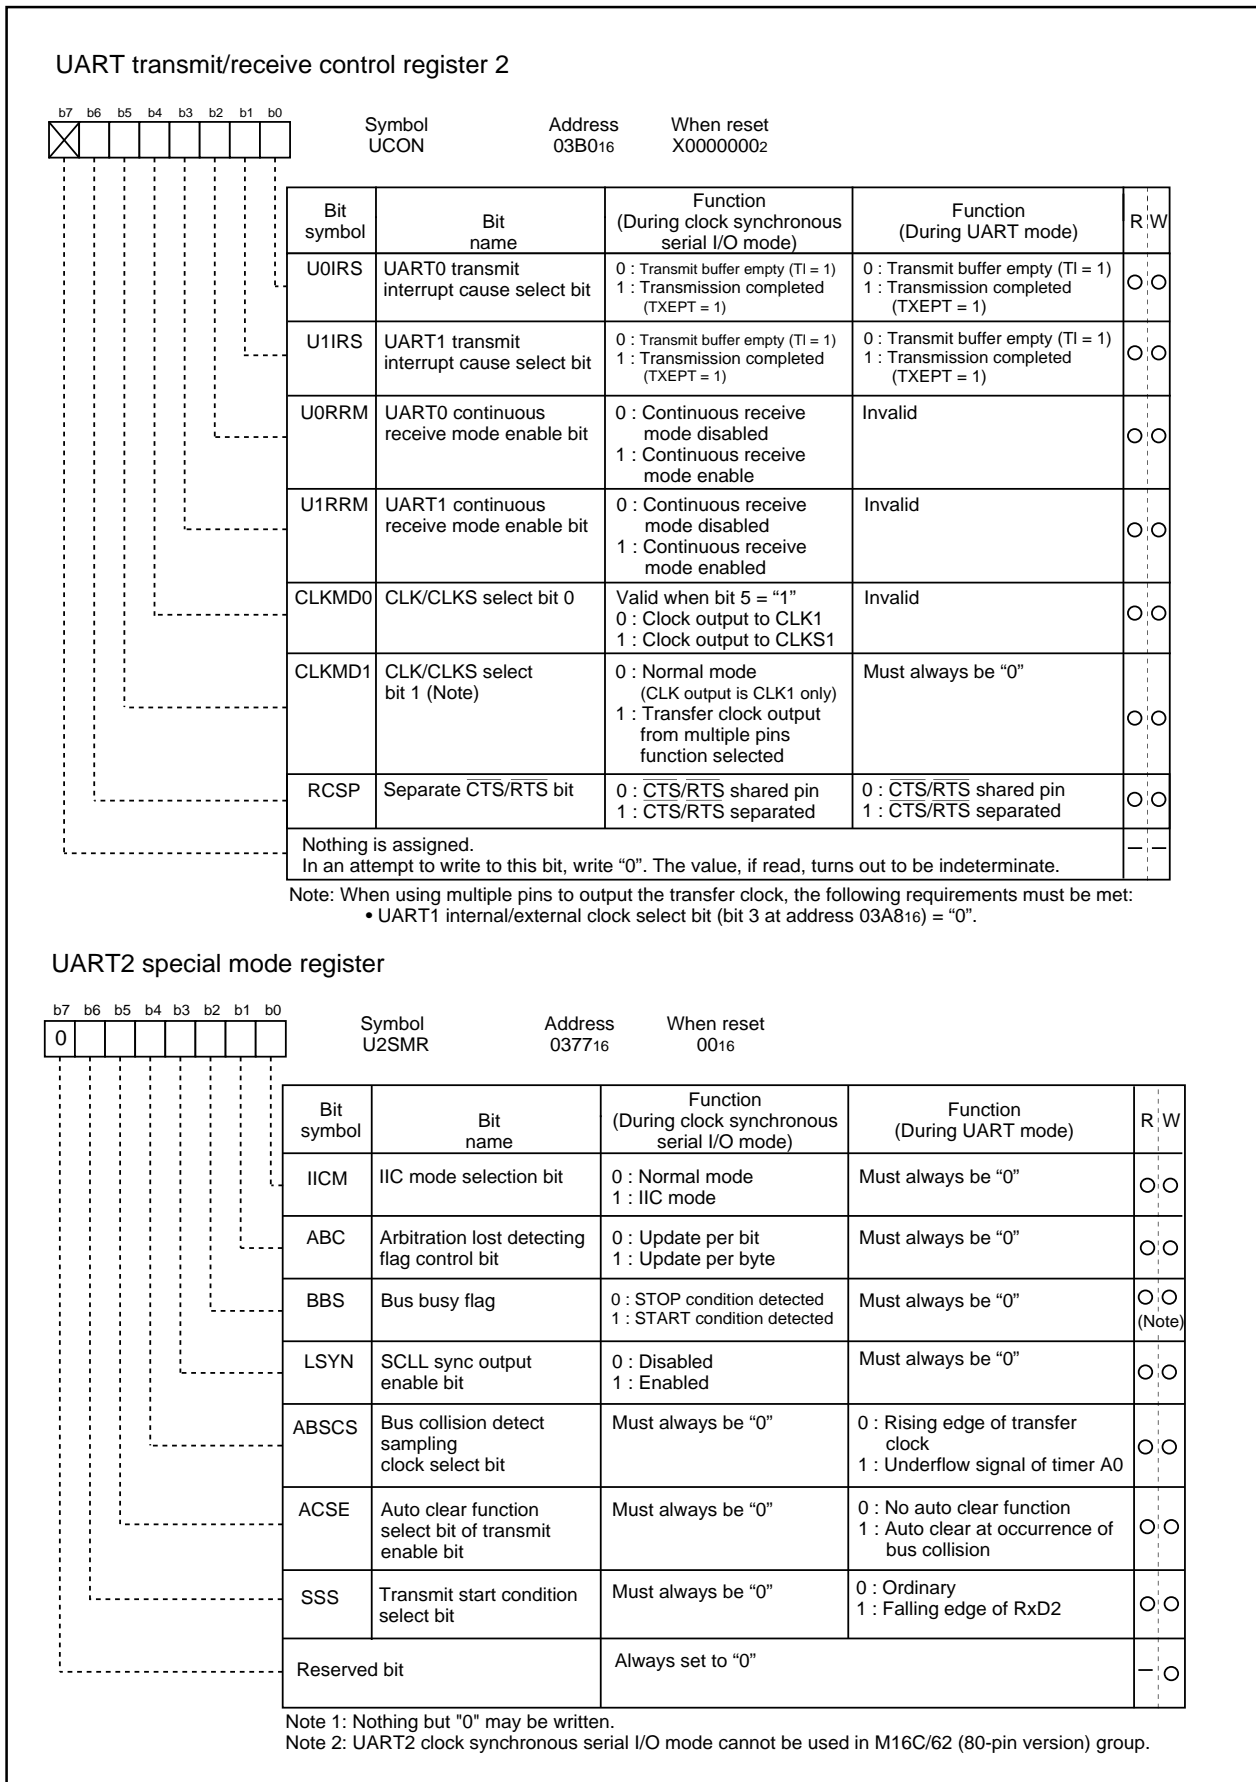 UART transmit/receive control register 2
b7 b6 b5 b4 b3 b2 b1 b0
Symbol Address When reset
UCON 03B016 X00000002
Bit symbol Bit name Function (During clock synchronous serial I/O mode) Function (During UART mode) R W
U0IRS UART0 transmit interrupt cause select bit
0 : Transmit buffer empty (TI = 1)
1 : Transmission completed
(TXEPT = 1)
0 : Transmit buffer empty (TI = 1)
1 : Transmission completed
(TXEPT = 1)
U1IRS UART1 transmit interrupt cause select bit
0 : Transmit buffer empty (TI = 1)
1 : Transmission completed
(TXEPT = 1)
0 : Transmit buffer empty (TI = 1)
1 : Transmission completed
(TXEPT = 1)
U0RRM UART0 continuous receive mode enable bit
0 : Continuous receive
mode disabled
1 : Continuous receive
mode enable
Invalid
U1RRM UART1 continuous receive mode enable bit
0 : Continuous receive
mode disabled
1 : Continuous receive
mode enabled
Invalid
CLKMD0 CLK/CLKS select bit 0
Valid when bit 5 = “1”
0 : Clock output to CLK1
1 : Clock output to CLKS1
Invalid
CLKMD1 CLK/CLKS select bit 1 (Note)
0 : Normal mode
(CLK output is CLK1 only)
1 : Transfer clock output
from multiple pins
function selected
Must always be “0”
RCSP Separate CTS/RTS bit
0 : CTS/RTS shared pin
1 : CTS/RTS separated
0 : CTS/RTS shared pin
1 : CTS/RTS separated
Nothing is assigned.
In an attempt to write to this bit, write “0”. The value, if read, turns out to be indeterminate.
Note: When using multiple pins to output the transfer clock, the following requirements must be met:
• UART1 internal/external clock select bit (bit 3 at address 03A816) = “0”.
UART2 special mode register
b7 b6 b5 b4 b3 b2 b1 b0
0
Symbol Address When reset
U2SMR 037716 0016
Bit symbol Bit name Function (During clock synchronous serial I/O mode) Function (During UART mode) R W
IICM IIC mode selection bit
0 : Normal mode
1 : IIC mode
Must always be “0”
ABC Arbitration lost detecting flag control bit
0 : Update per bit
1 : Update per byte
Must always be “0”
BBS Bus busy flag
0 : STOP condition detected
1 : START condition detected
Must always be “0”
(Note)
LSYN SCLL sync output enable bit
0 : Disabled
1 : Enabled
Must always be “0”
ABSCS Bus collision detect sampling clock select bit
Must always be “0”
0 : Rising edge of transfer
clock
1 : Underflow signal of timer A0
ACSE Auto clear function select bit of transmit enable bit
Must always be “0”
0 : No auto clear function
1 : Auto clear at occurrence of
bus collision
SSS Transmit start condition select bit
Must always be “0”
0 : Ordinary
1 : Falling edge of RxD2
Reserved bit
Always set to “0”
Note 1: Nothing but "0" may be written.
Note 2: UART2 clock synchronous serial I/O mode cannot be used in M16C/62 (80-pin version) group.